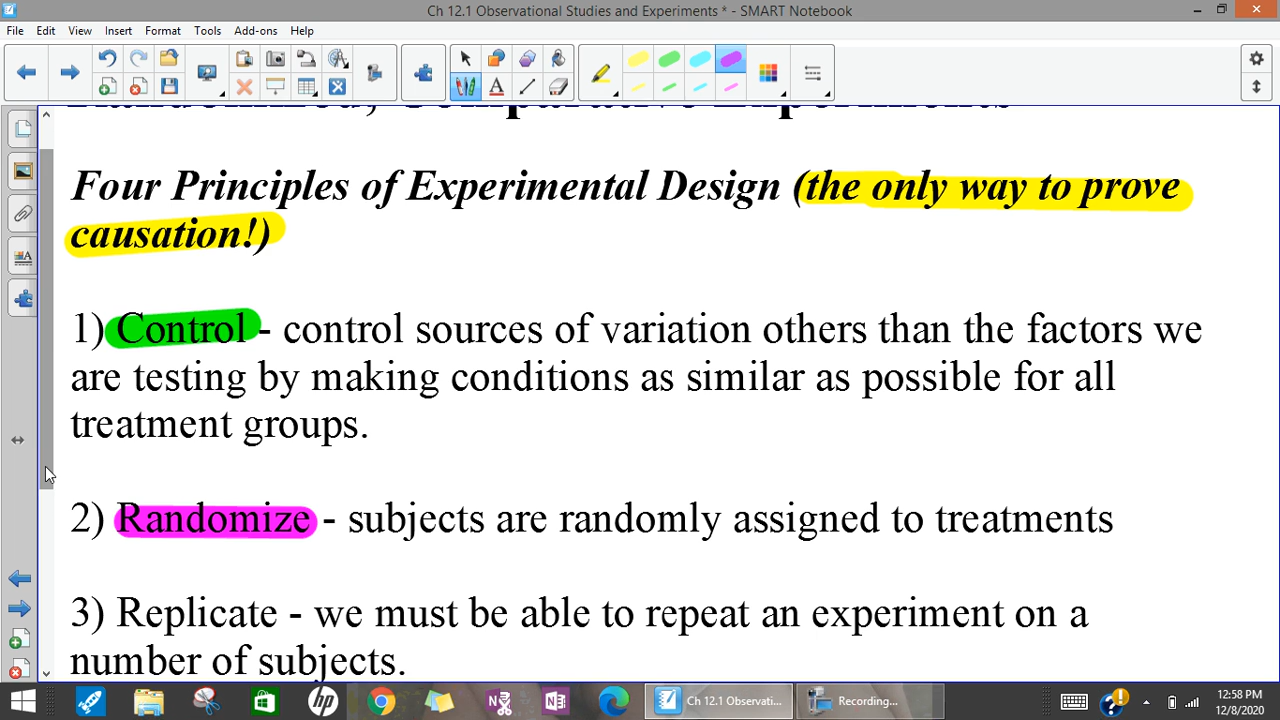 Ch 12.1 Observational Studies and Experiments * - SMART Notebook
File Edit View Insert Format Tools Add-ons Help
Randomized, Comparative Experiments
Four Principles of Experimental Design (the only way to prove
causation!)
1) Control - control sources of variation others than the factors we
are testing by making conditions as similar as possible for all
treatment groups.
2) Randomize - subjects are randomly assigned to treatments
3) Replicate - we must be able to repeat an experiment on a
number of subjects.
Ch 12.1 Observati...
Recording...
12:58 PM
12/8/2020